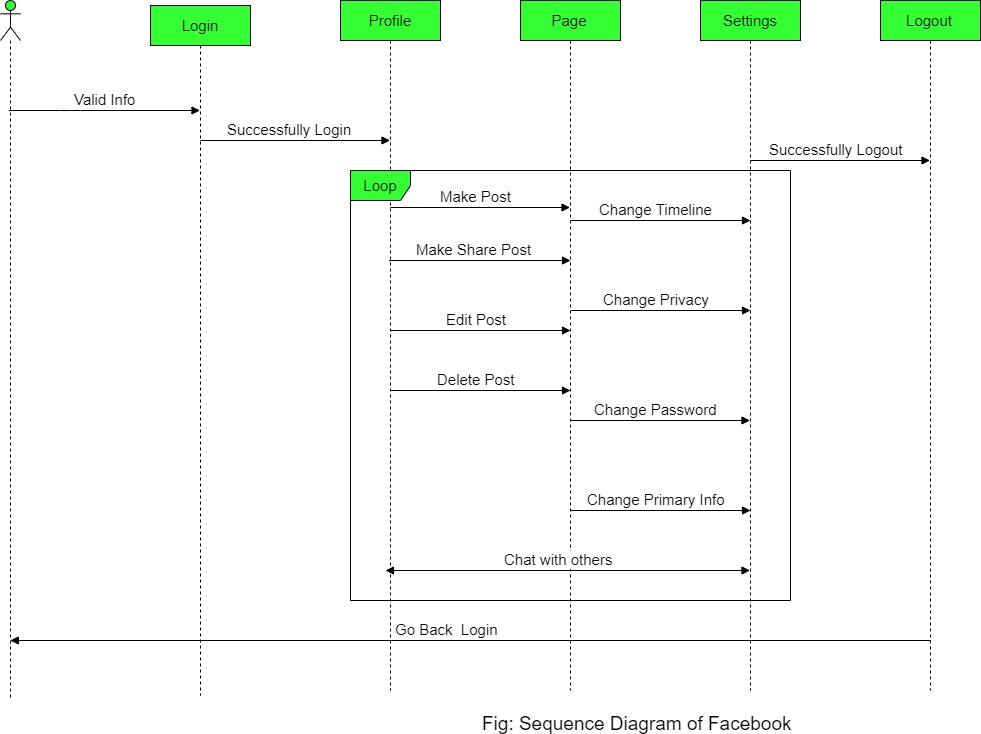 Login
Profile
Page
Settings
Logout
Valid Info
Successfully Login
Successfully Logout
Loop
Make Post
Change Timeline
Make Share Post
Change Privacy
Edit Post
Delete Post
Change Password
Change Primary Info
Chat with others
Go Back  Login
Fig: Sequence Diagram of Facebook